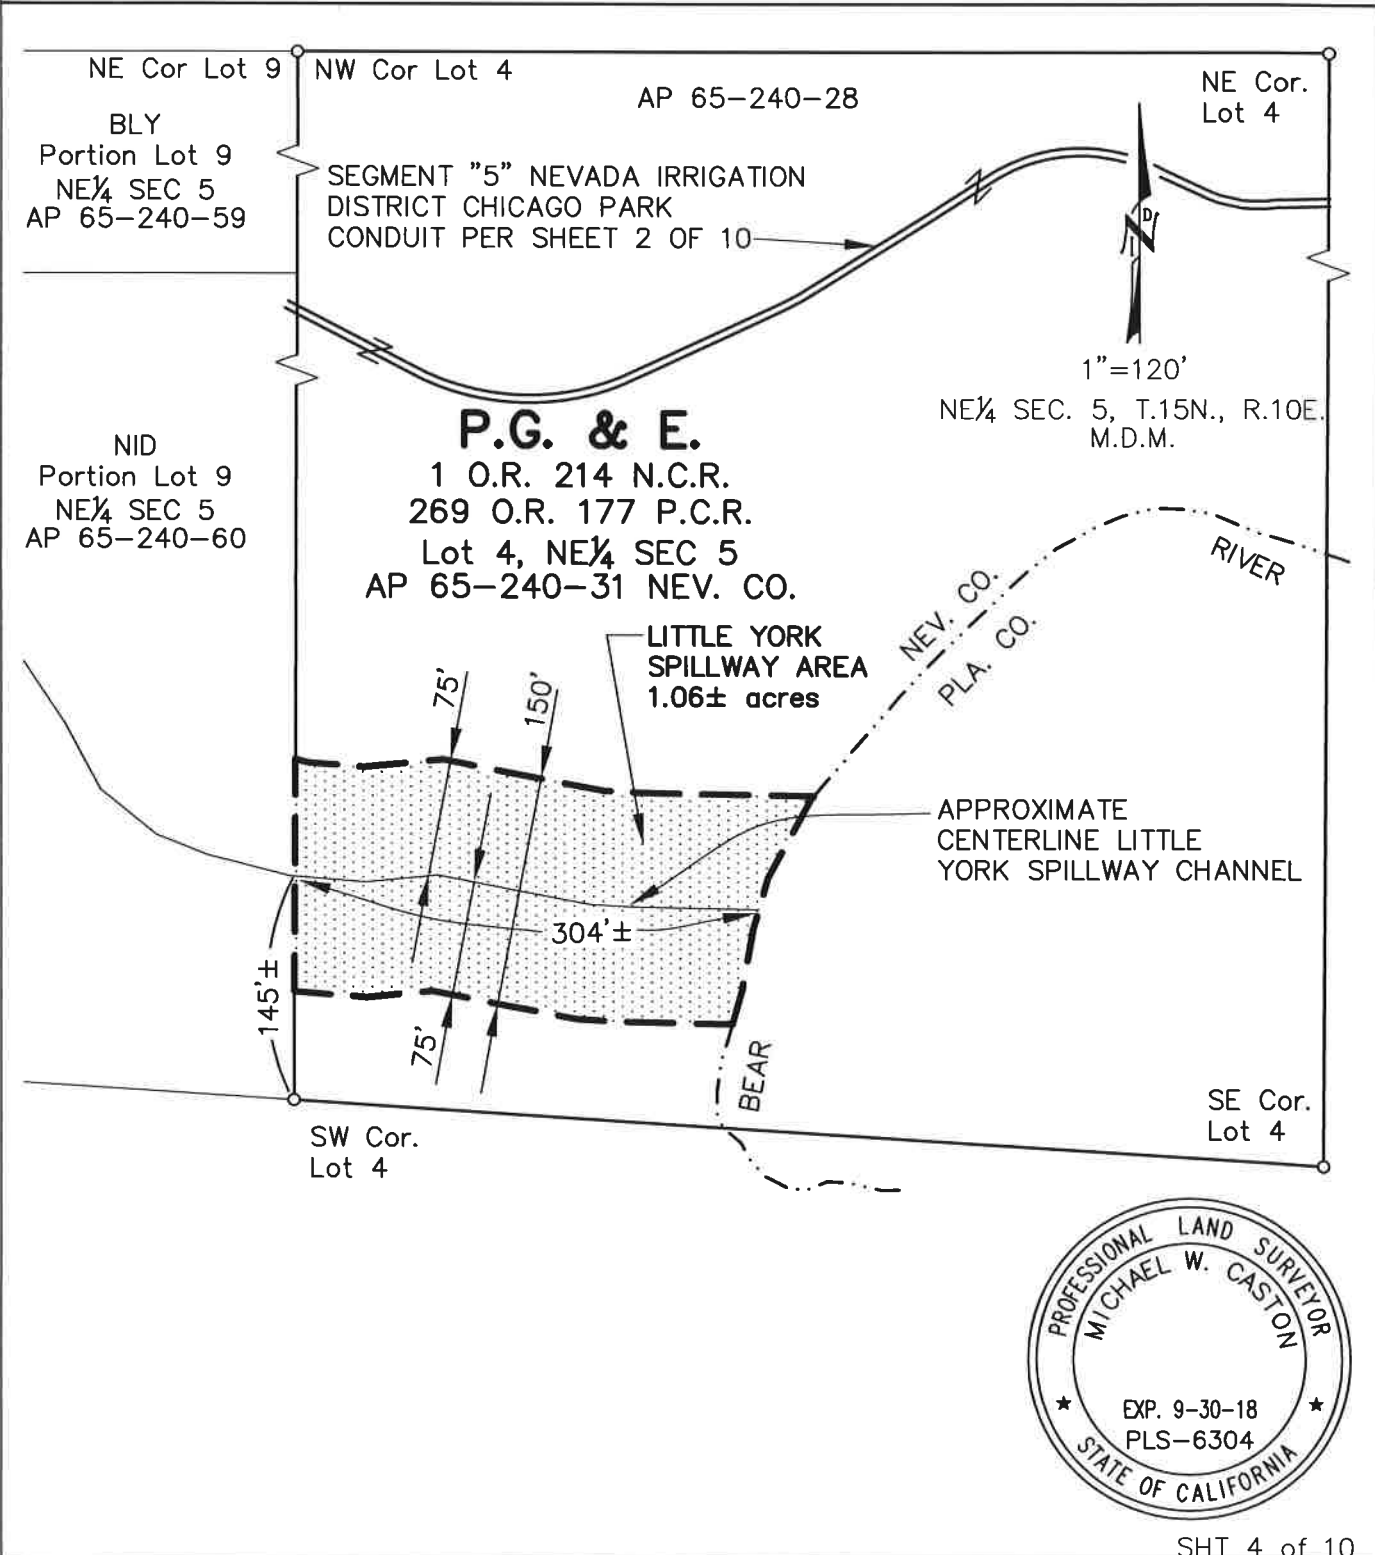 NE Cor Lot 9
NW Cor Lot 4
AP 65-240-28
NE Cor.
Lot 4
BLY
Portion Lot 9
NE¼ SEC 5
AP 65-240-59
SEGMENT "5" NEVADA IRRIGATION
DISTRICT CHICAGO PARK
CONDUIT PER SHEET 2 OF 10
NID
1"=120'
NE¼ SEC. 5, T.15N., R.10E.
M.D.M.
P.G. & E.
1 O.R. 214 N.C.R.
269 O.R. 177 P.C.R.
Lot 4, NE¼ SEC 5
AP 65-240-31 NEV. CO.
NID
Portion Lot 9
NE¼ SEC 5
AP 65-240-60
RIVER
NEV. CO.
PLA. CO.
LITTLE YORK
SPILLWAY AREA
1.06± acres
75'
150'
APPROXIMATE
CENTERLINE LITTLE
YORK SPILLWAY CHANNEL
304'±
145'±
75'
BEAR
SW Cor.
Lot 4
SE Cor.
Lot 4
PROFESSIONAL LAND SURVEYOR
MICHAEL W. CASTON
EXP. 9-30-18
PLS-6304
STATE OF CALIFORNIA
SHT 4 of 10